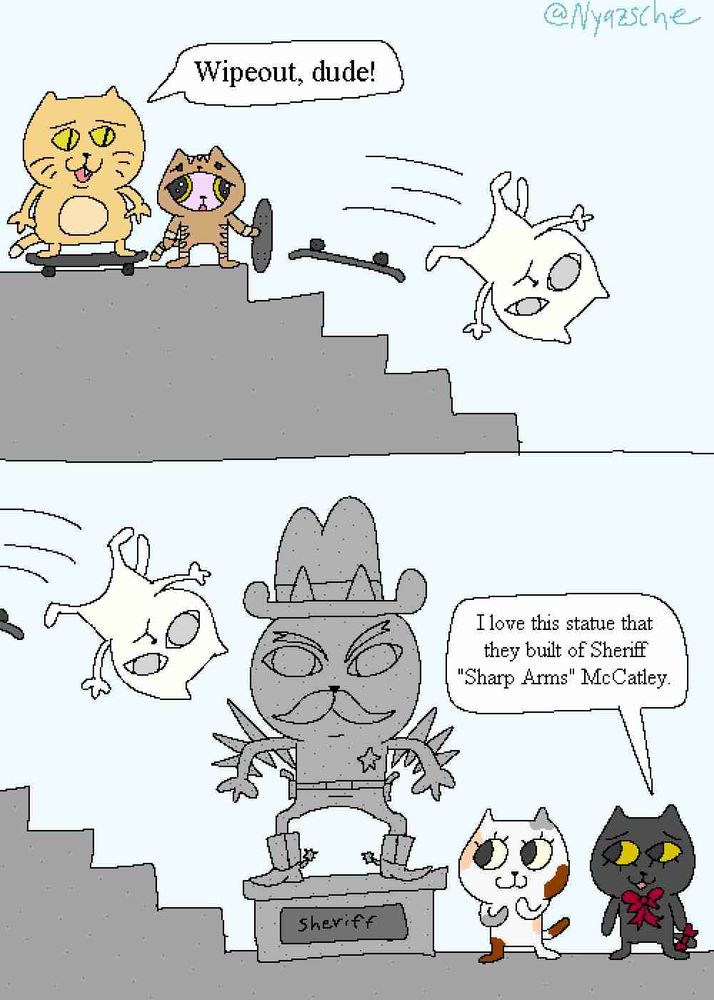 @Nyazsche
Wipeout, dude!
I love this statue that
they built of Sheriff
"Sharp Arms" McCatley.
sheriff